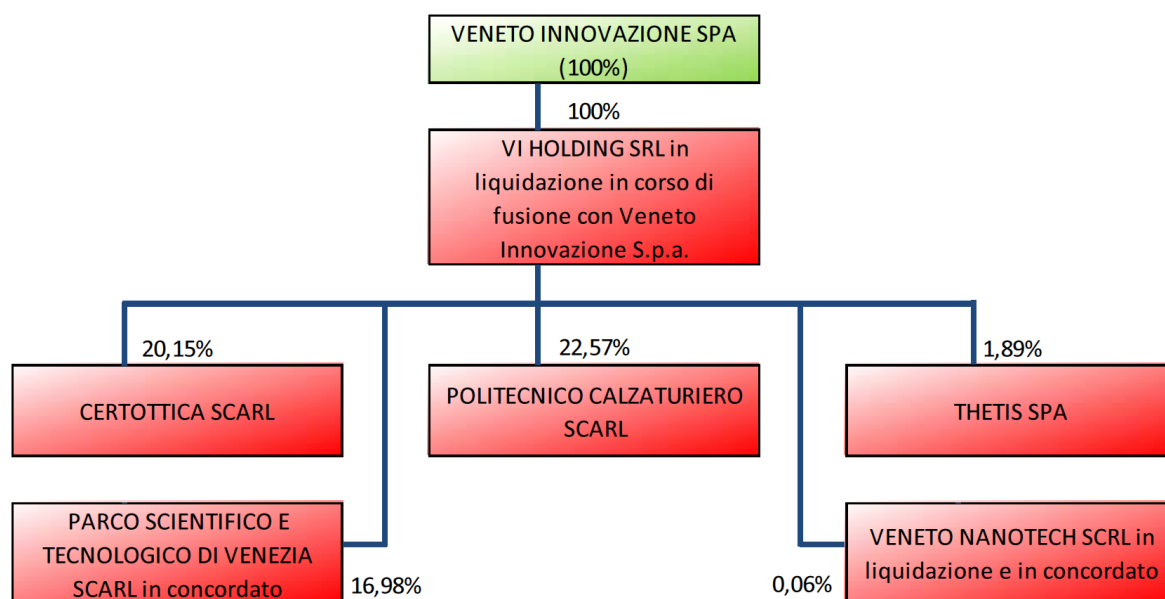 VENETO INNOVAZIONE SPA
(100%)
100%
VI HOLDING SRL in
liquidazione in corso di
fusione con Veneto
Innovazione S.p.a.
20,15%
22,57%
1,89%
CERTOTTICA SCARL
POLITECNICO CALZATURIERO
SCARL
THETIS SPA
PARCO SCIENTIFICO E
TECNOLOGICO DI VENEZIA
SCARL in concordato
16,98%
VENETO NANOTECH SCRL in
liquidazione e in concordato
0,06%